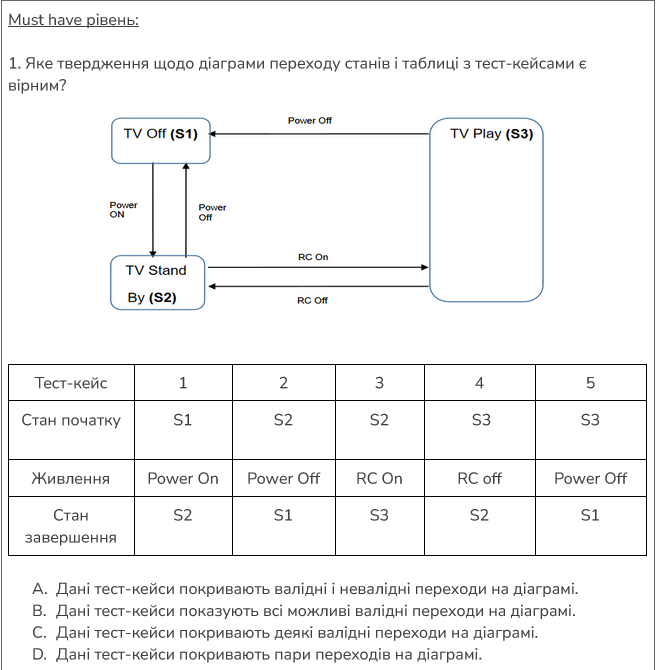 Must have рівень:
1. Яке твердження щодо діаграми переходу станів і таблиці з тест-кейсами є
вірним?
Power Off
TV Off (S1)
TV Play (S3)
Power
ON
Power
Off
RC On
TV Stand
By (S2)
RC Off
Тест-кейс 1 2 3 4 5
Стан початку S1 S2 S2 S3 S3
Живлення Power On Power Off RC On RC off Power Off
Стан S2 S1 S3 S2 S1
завершення
A. Дані тест-кейси покривають валідні і невалідні переходи на діаграмі.
B. Дані тест-кейси показують всі можливі валідні переходи на діаграмі.
C. Дані тест-кейси покривають деякі валідні переходи на діаграмі.
D. Дані тест-кейси покривають пари переходів на діаграмі.